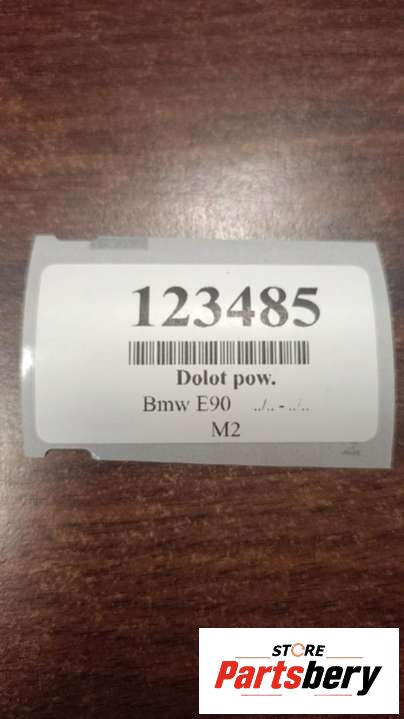 123485
Dolot pow.
Bmw E90 ../.. - ../..
M2
STORE
Partsbery